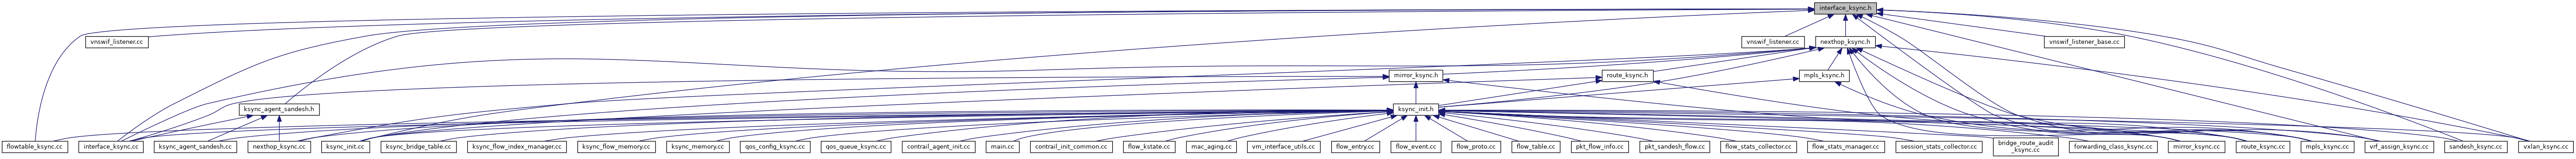 interface_ksync.h
vnswif_listener.cc
vnswif_listener.cc
nexthop_ksync.h
vnswif_listener_base.cc
mirror_ksync.h
route_ksync.h
mpls_ksync.h
ksync_agent_sandesh.h
ksync_init.h
flowtable_ksync.cc
interface_ksync.cc
ksync_agent_sandesh.cc
nexthop_ksync.cc
ksync_init.cc
ksync_bridge_table.cc
ksync_flow_index_manager.cc
ksync_flow_memory.cc
ksync_memory.cc
qos_config_ksync.cc
qos_queue_ksync.cc
contrail_agent_init.cc
main.cc
contrail_init_common.cc
flow_kstate.cc
mac_aging.cc
vm_interface_utils.cc
flow_entry.cc
flow_event.cc
flow_proto.cc
flow_table.cc
pkt_flow_info.cc
pkt_sandesh_flow.cc
flow_stats_collector.cc
flow_stats_manager.cc
session_stats_collector.cc
bridge_route_audit
_ksync.cc
forwarding_class_ksync.cc
mirror_ksync.cc
route_ksync.cc
mpls_ksync.cc
vrf_assign_ksync.cc
sandesh_ksync.cc
vxlan_ksync.cc